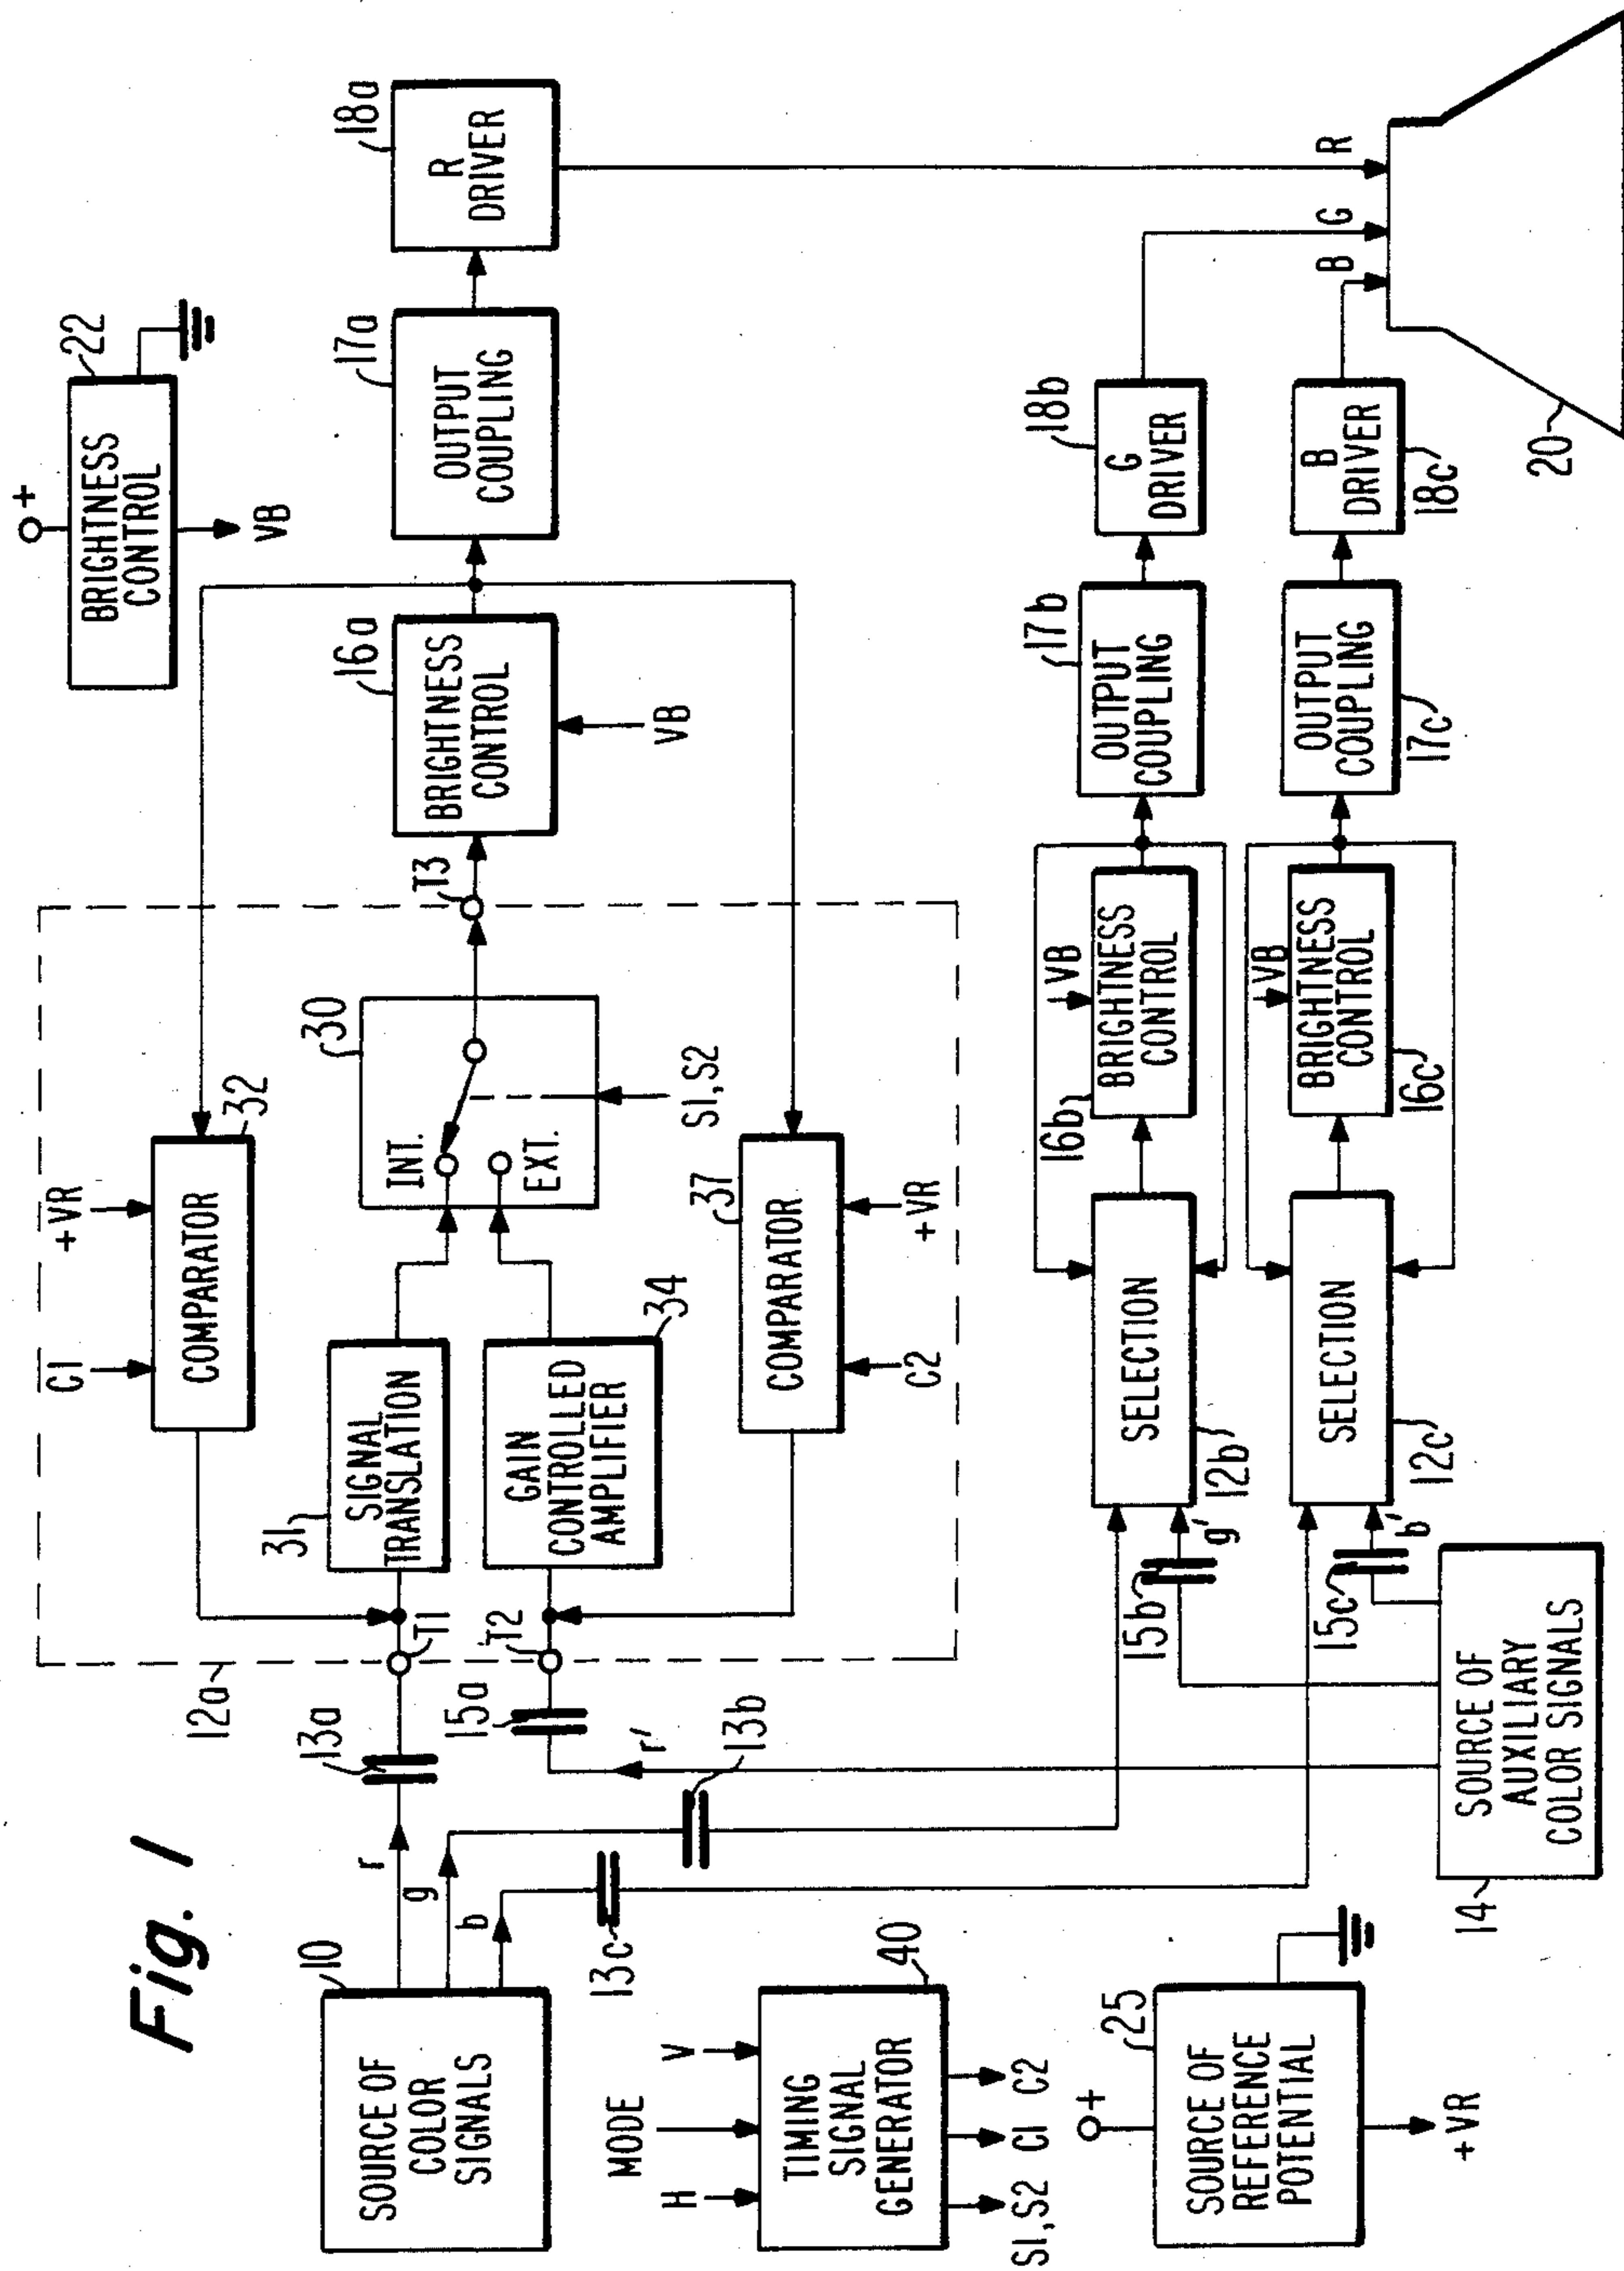 Fig. 1
10
SOURCE OF
COLOR
SIGNALS
r
g
b
13a
13b
13c
12a
T1
T2
15a
r'
C1
+VR
COMPARATOR
32
31
SIGNAL
TRANSLATION
GAIN
CONTROLLED
AMPLIFIER
34
INT.
EXT.
30
S1,S2
COMPARATOR
37
C2
+VR
T3
BRIGHTNESS
CONTROL
16a
VB
+
BRIGHTNESS
CONTROL
22
VB
OUTPUT
COUPLING
17a
R
DRIVER
18a
H
MODE
V
TIMING
SIGNAL
GENERATOR
40
S1,S2
C1
C2
+
SOURCE OF
REFERENCE
POTENTIAL
25
+VR
14
SOURCE OF
AUXILIARY
COLOR SIGNALS
15b
g'
15c
b'
SELECTION
12b
SELECTION
12c
16b
BRIGHTNESS
CONTROL
VB
BRIGHTNESS
CONTROL
16c
VB
OUTPUT
COUPLING
17b
OUTPUT
COUPLING
17c
G
DRIVER
18b
B
DRIVER
18c
B
G
R
20